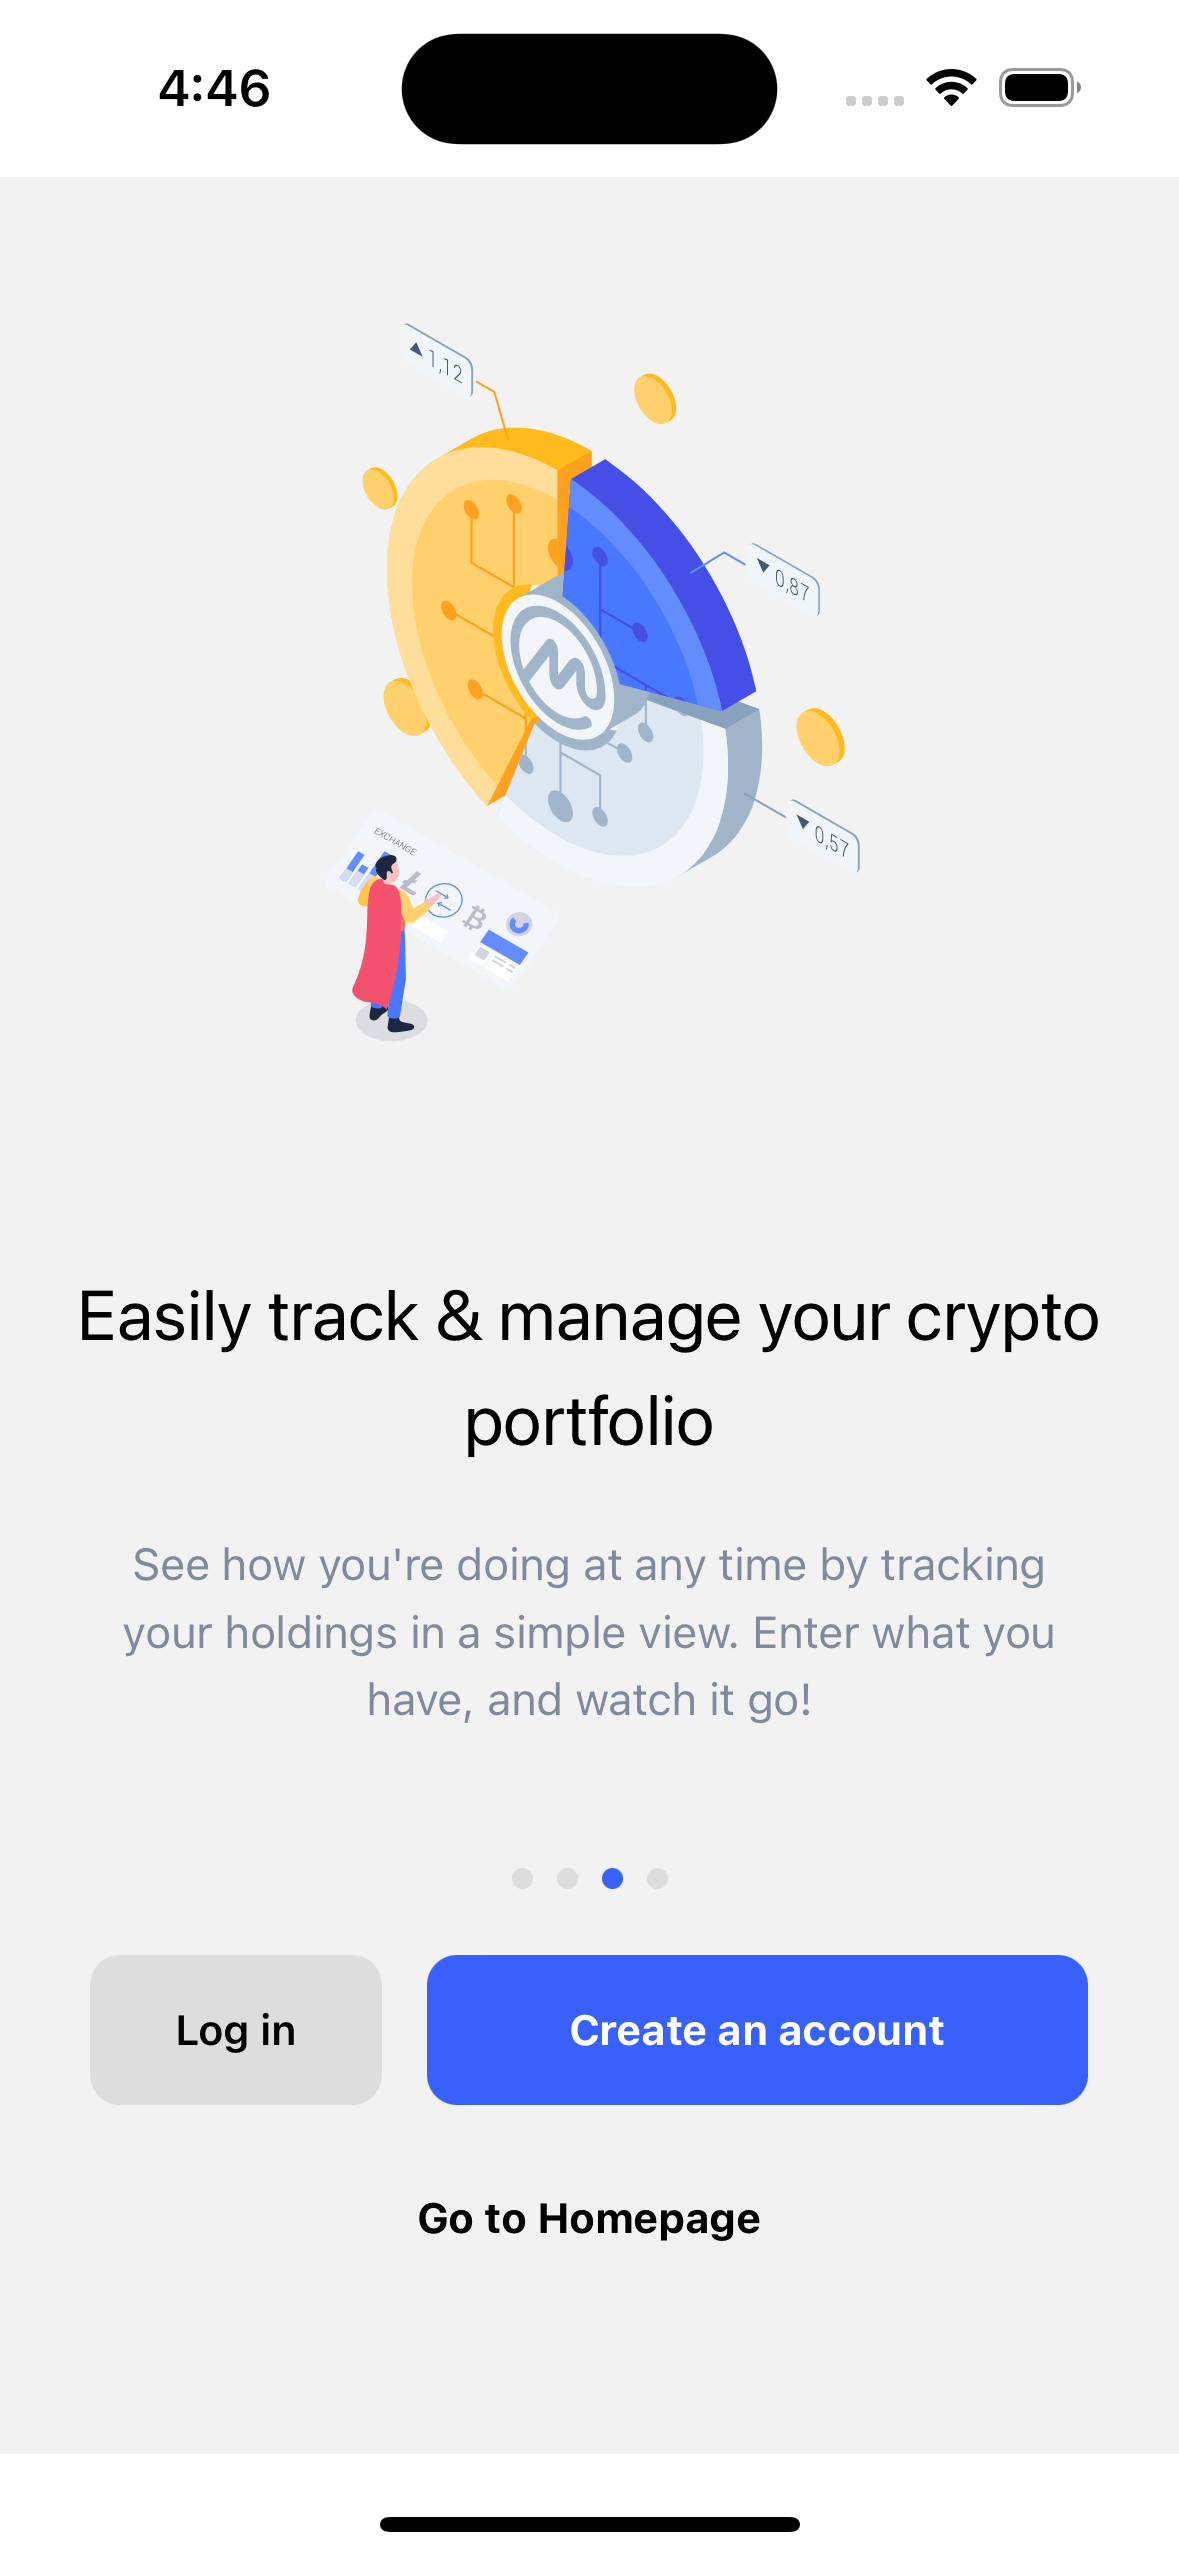 4:46
▲ 1,12
▼ 0,87
▼ 0,57
EXCHANGE
Easily track & manage your crypto
portfolio
See how you're doing at any time by tracking
your holdings in a simple view. Enter what you
have, and watch it go!
Log in
Create an account
Go to Homepage